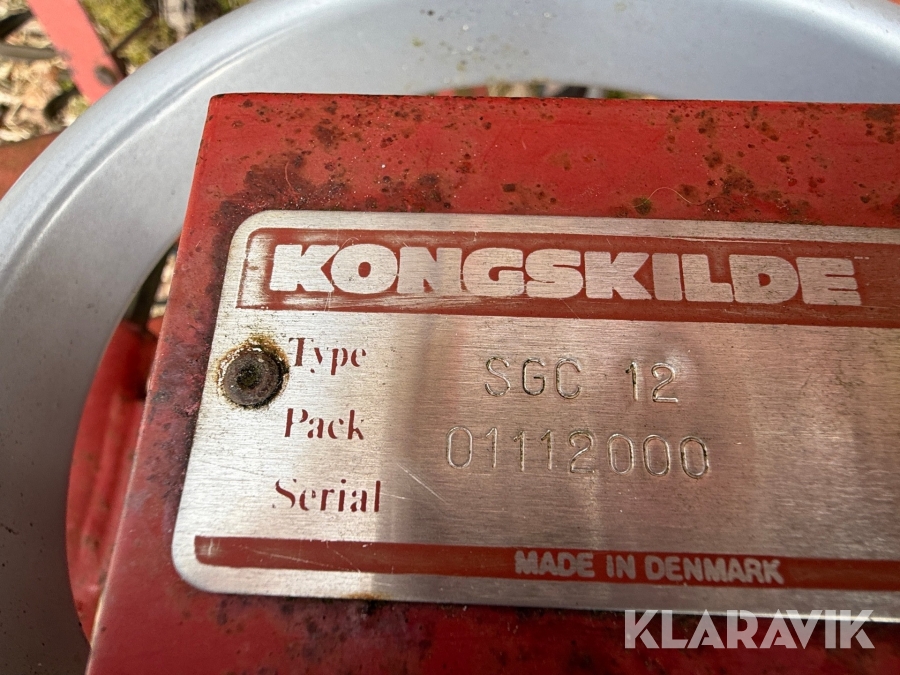 KONGSKILDE
Type SGC 12
Pack 01112000
Serial
MADE IN DENMARK
KLARAVIK